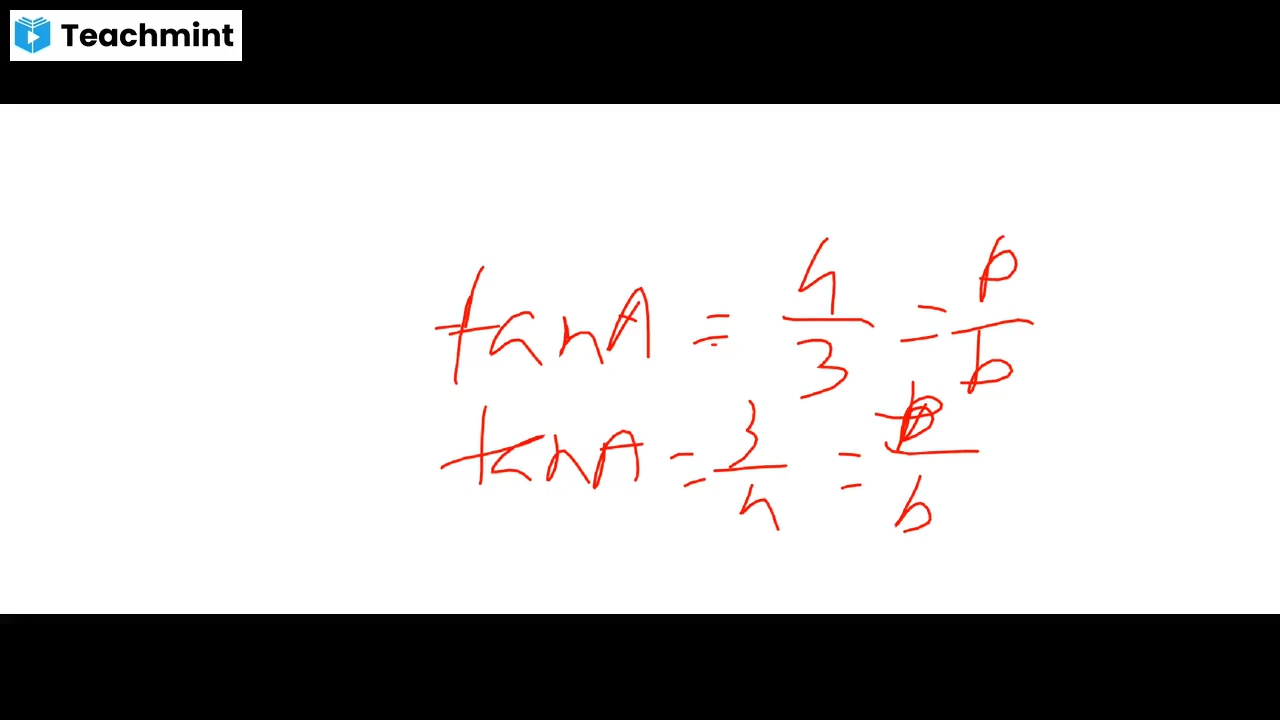 Teachmint
tanA = 4/3 = p/b
tanA = 3/4 = p/b